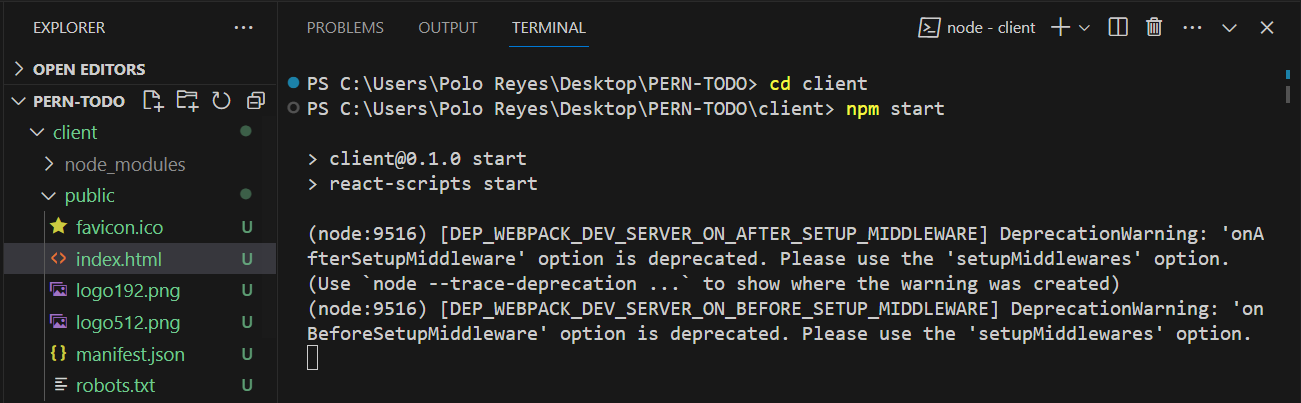 EXPLORER
OPEN EDITORS
PERN-TODO
client
node_modules
public
favicon.ico U
index.html U
logo192.png U
logo512.png U
manifest.json U
robots.txt U
PROBLEMS OUTPUT TERMINAL
node - client
PS C:\Users\Polo Reyes\Desktop\PERN-TODO> cd client
PS C:\Users\Polo Reyes\Desktop\PERN-TODO\client> npm start
> client@0.1.0 start
> react-scripts start
(node:9516) [DEP_WEBPACK_DEV_SERVER_ON_AFTER_SETUP_MIDDLEWARE] DeprecationWarning: 'onA
fterSetupMiddleware' option is deprecated. Please use the 'setupMiddlewares' option.
(Use `node --trace-deprecation ...` to show where the warning was created)
(node:9516) [DEP_WEBPACK_DEV_SERVER_ON_BEFORE_SETUP_MIDDLEWARE] DeprecationWarning: 'on
BeforeSetupMiddleware' option is deprecated. Please use the 'setupMiddlewares' option.